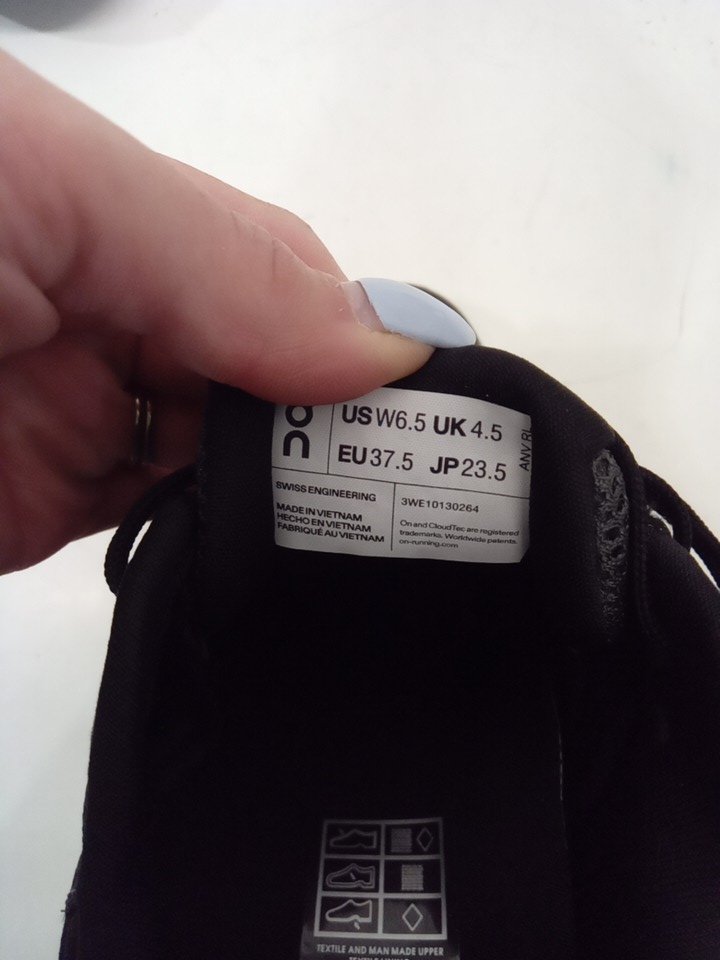 on
US W6.5 UK 4.5
EU 37.5 JP 23.5
ANV RL
SWISS ENGINEERING
MADE IN VIETNAM
HECHO EN VIETNAM
FABRIQUÉ AU VIETNAM
3WE10130264
On and CloudTec are registered
trademarks. Worldwide patents.
on-running.com
TEXTILE AND MAN MADE UPPER